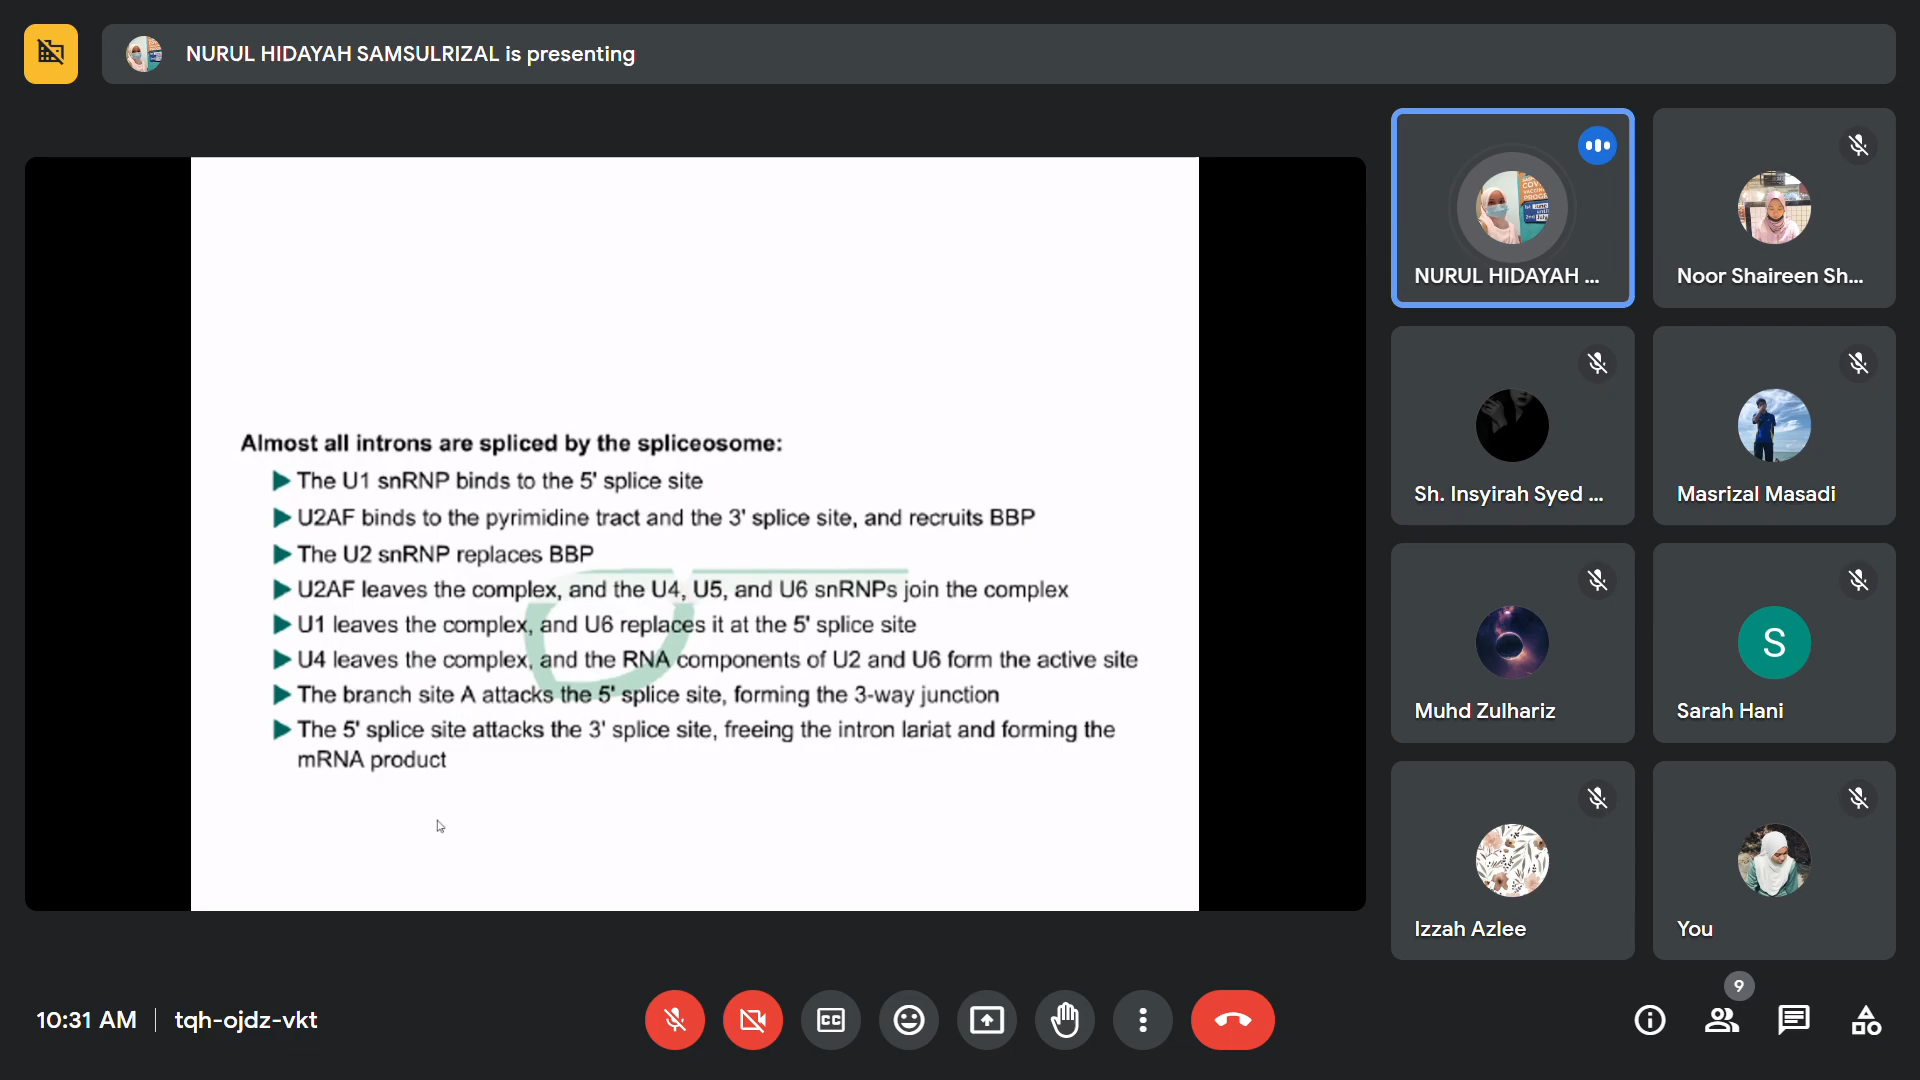 NURUL HIDAYAH SAMSULRIZAL is presenting
Almost all introns are spliced by the spliceosome:
The U1 snRNP binds to the 5' splice site
U2AF binds to the pyrimidine tract and the 3' splice site, and recruits BBP
The U2 snRNP replaces BBP
U2AF leaves the complex, and the U4, U5, and U6 snRNPs join the complex
U1 leaves the complex, and U6 replaces it at the 5' splice site
U4 leaves the complex, and the RNA components of U2 and U6 form the active site
The branch site A attacks the 5' splice site, forming the 3-way junction
The 5' splice site attacks the 3' splice site, freeing the intron lariat and forming the
mRNA product
NURUL HIDAYAH ...
Noor Shaireen Sh...
Sh. Insyirah Syed ...
Masrizal Masadi
Muhd Zulhariz
S
Sarah Hani
Izzah Azlee
You
10:31 AM | tqh-ojdz-vkt
CC
9